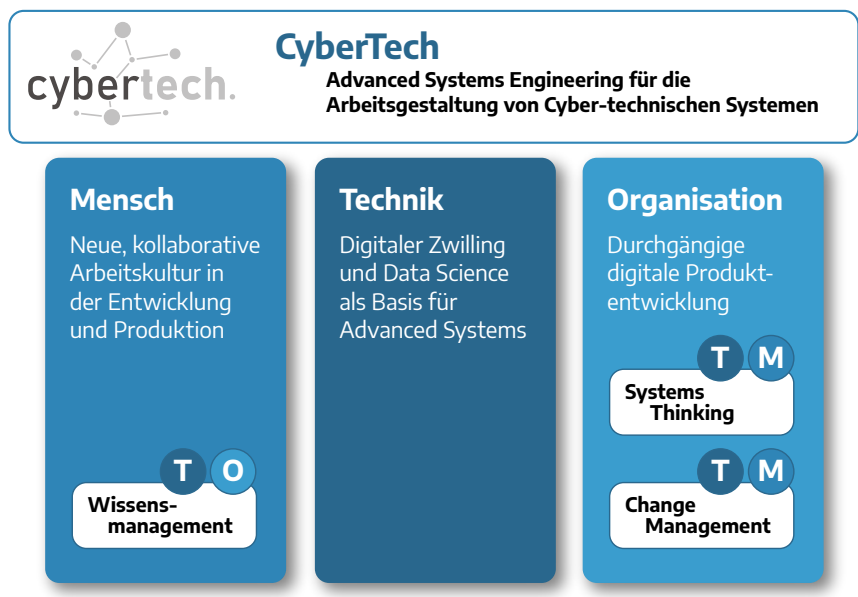 cybertech.
CyberTech
Advanced Systems Engineering für die
Arbeitsgestaltung von Cyber-technischen Systemen
Mensch
Neue, kollaborative
Arbeitskultur in
der Entwicklung
und Produktion
T O
Wissens-
management
Technik
Digitaler Zwilling
und Data Science
als Basis für
Advanced Systems
Organisation
Durchgängige
digitale Produkt-
entwicklung
T M
Systems
Thinking
T M
Change
Management